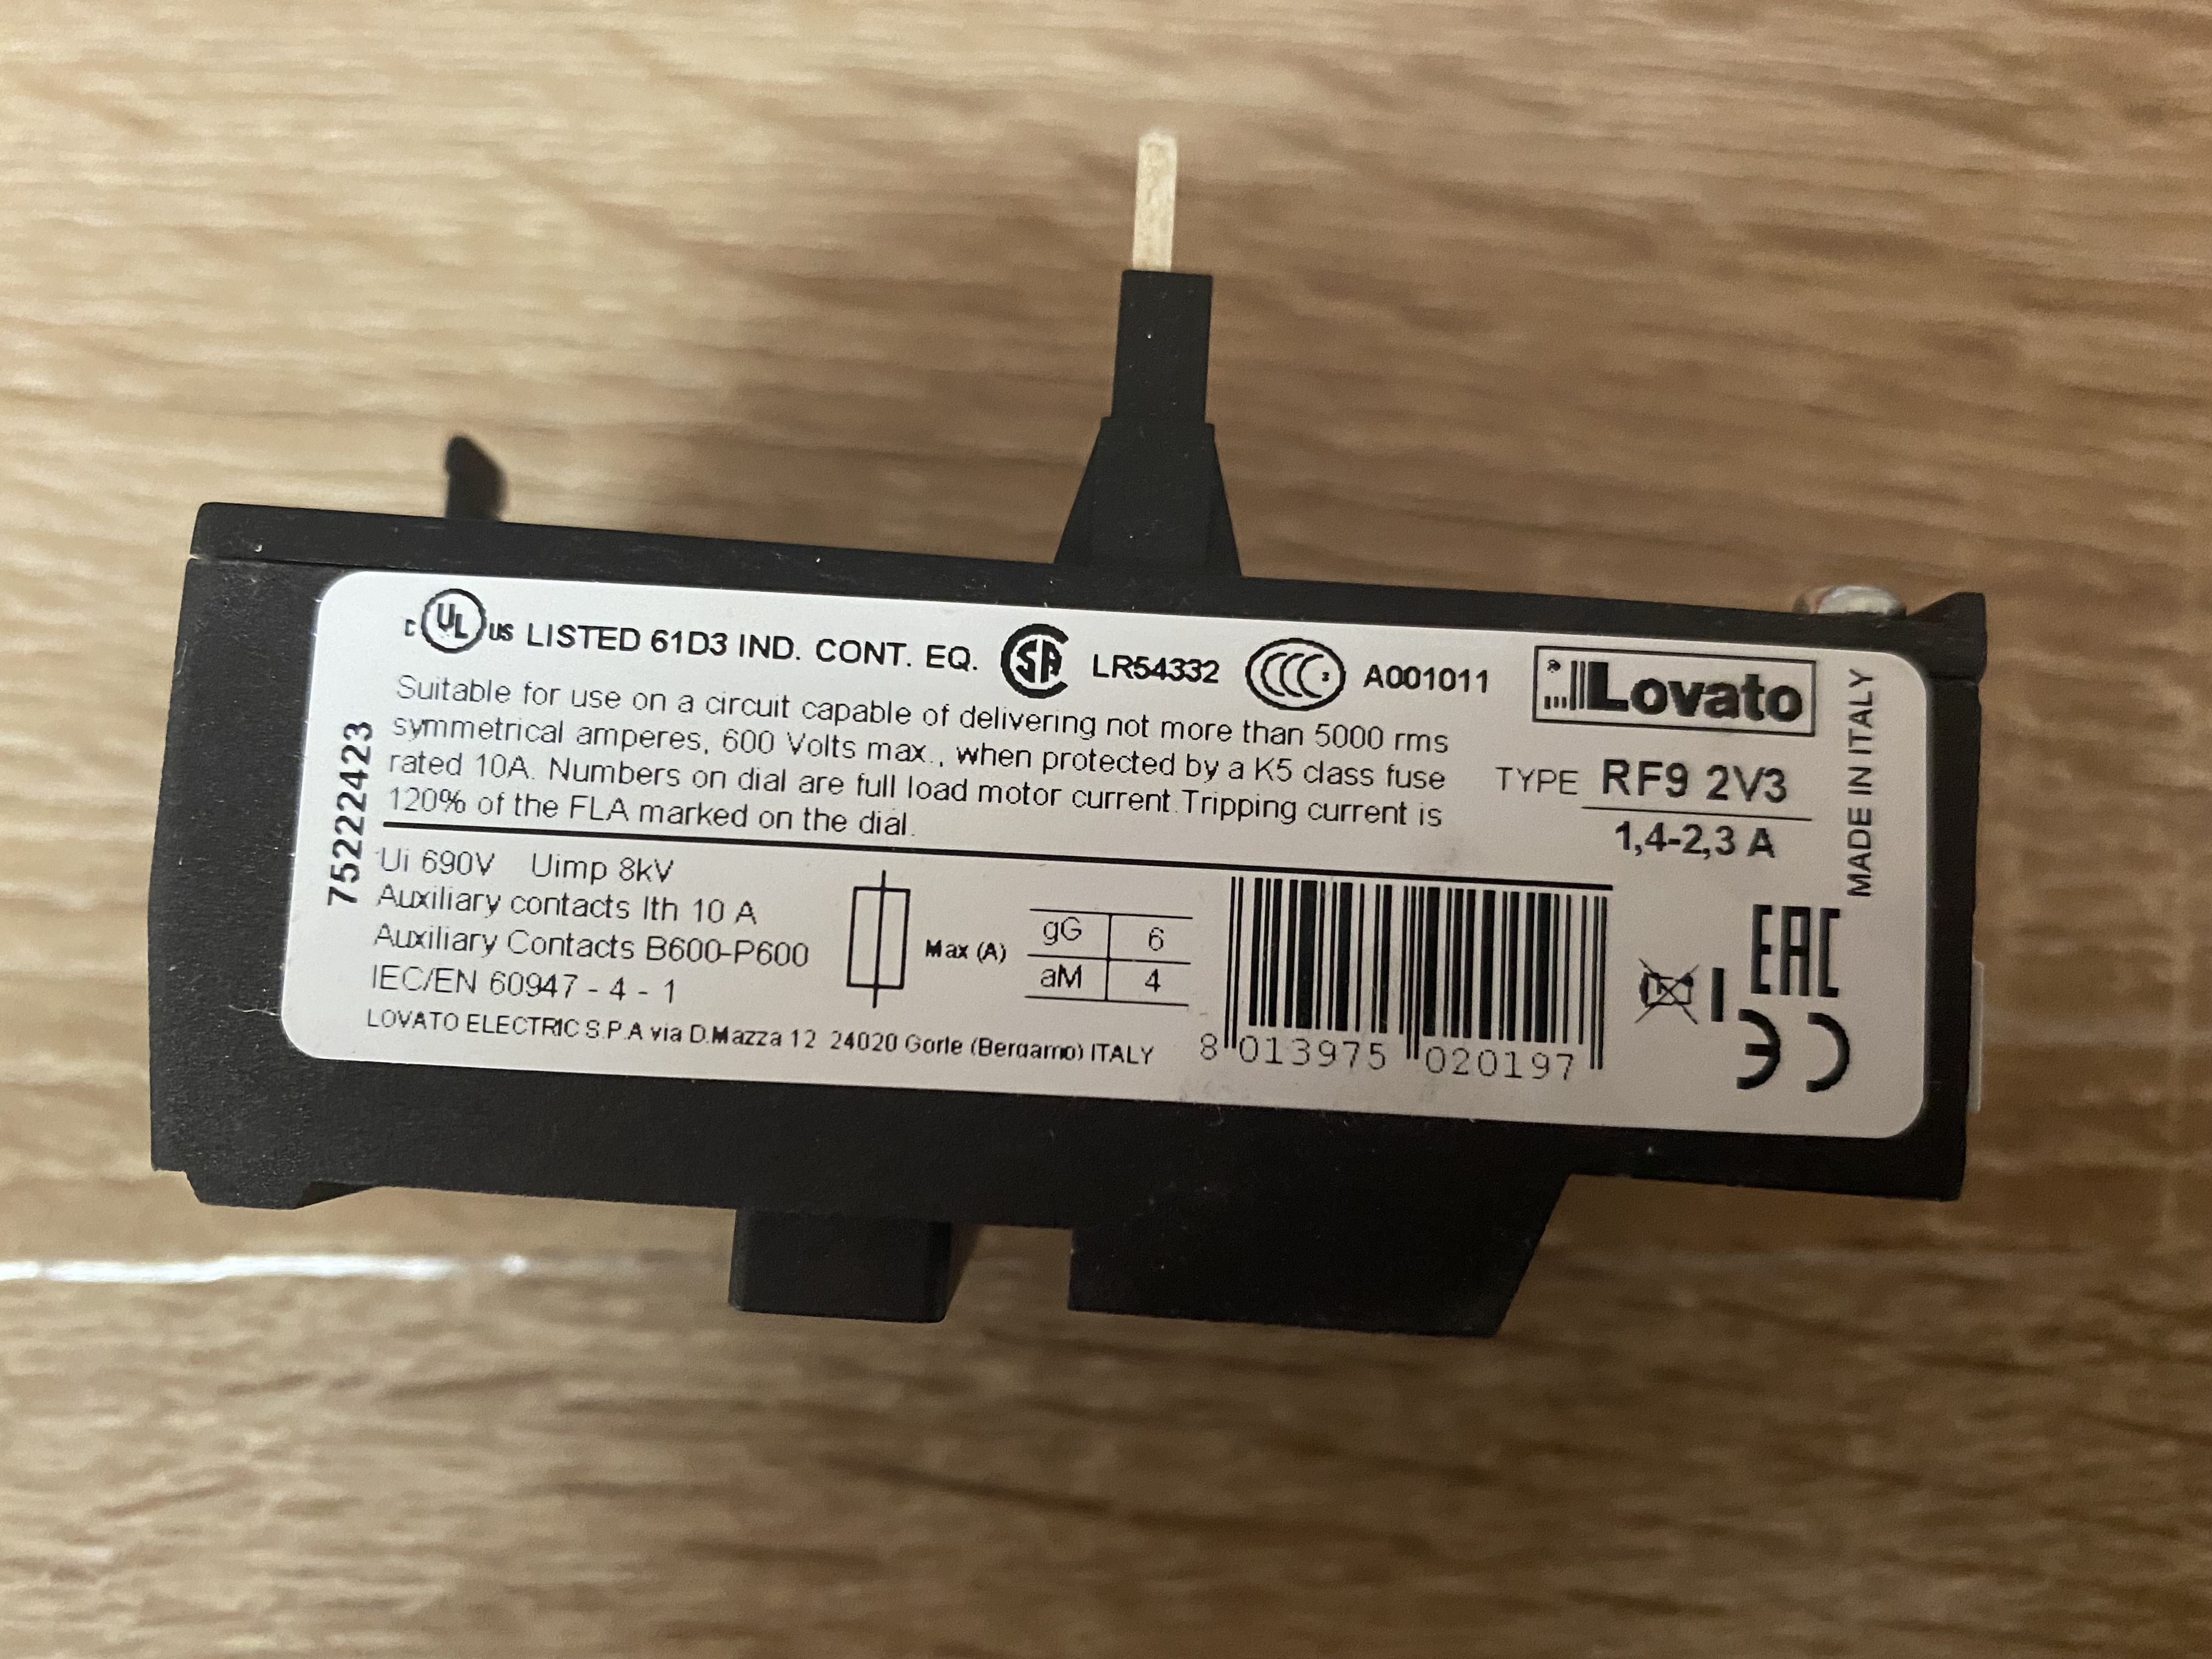 c UL us LISTED 61D3 IND. CONT. EQ. SA LR54332 CCC A001011
Suitable for use on a circuit capable of delivering not more than 5000 rms
symmetrical amperes, 600 Volts max., when protected by a K5 class fuse
rated 10A. Numbers on dial are full load motor current.Tripping current is
120% of the FLA marked on the dial.
Lovato
TYPE RF9 2V3
1,4-2,3 A
MADE IN ITALY
75222423
Ui 690V Uimp 8kV
Auxiliary contacts Ith 10 A
Auxiliary Contacts B600-P600
IEC/EN 60947 - 4 - 1
Max (A)
gG 6
aM 4
LOVATO ELECTRIC S.P.A via D.Mazza 12 24020 Gorle (Bergamo) ITALY
8 013975 020197
EAC
CE